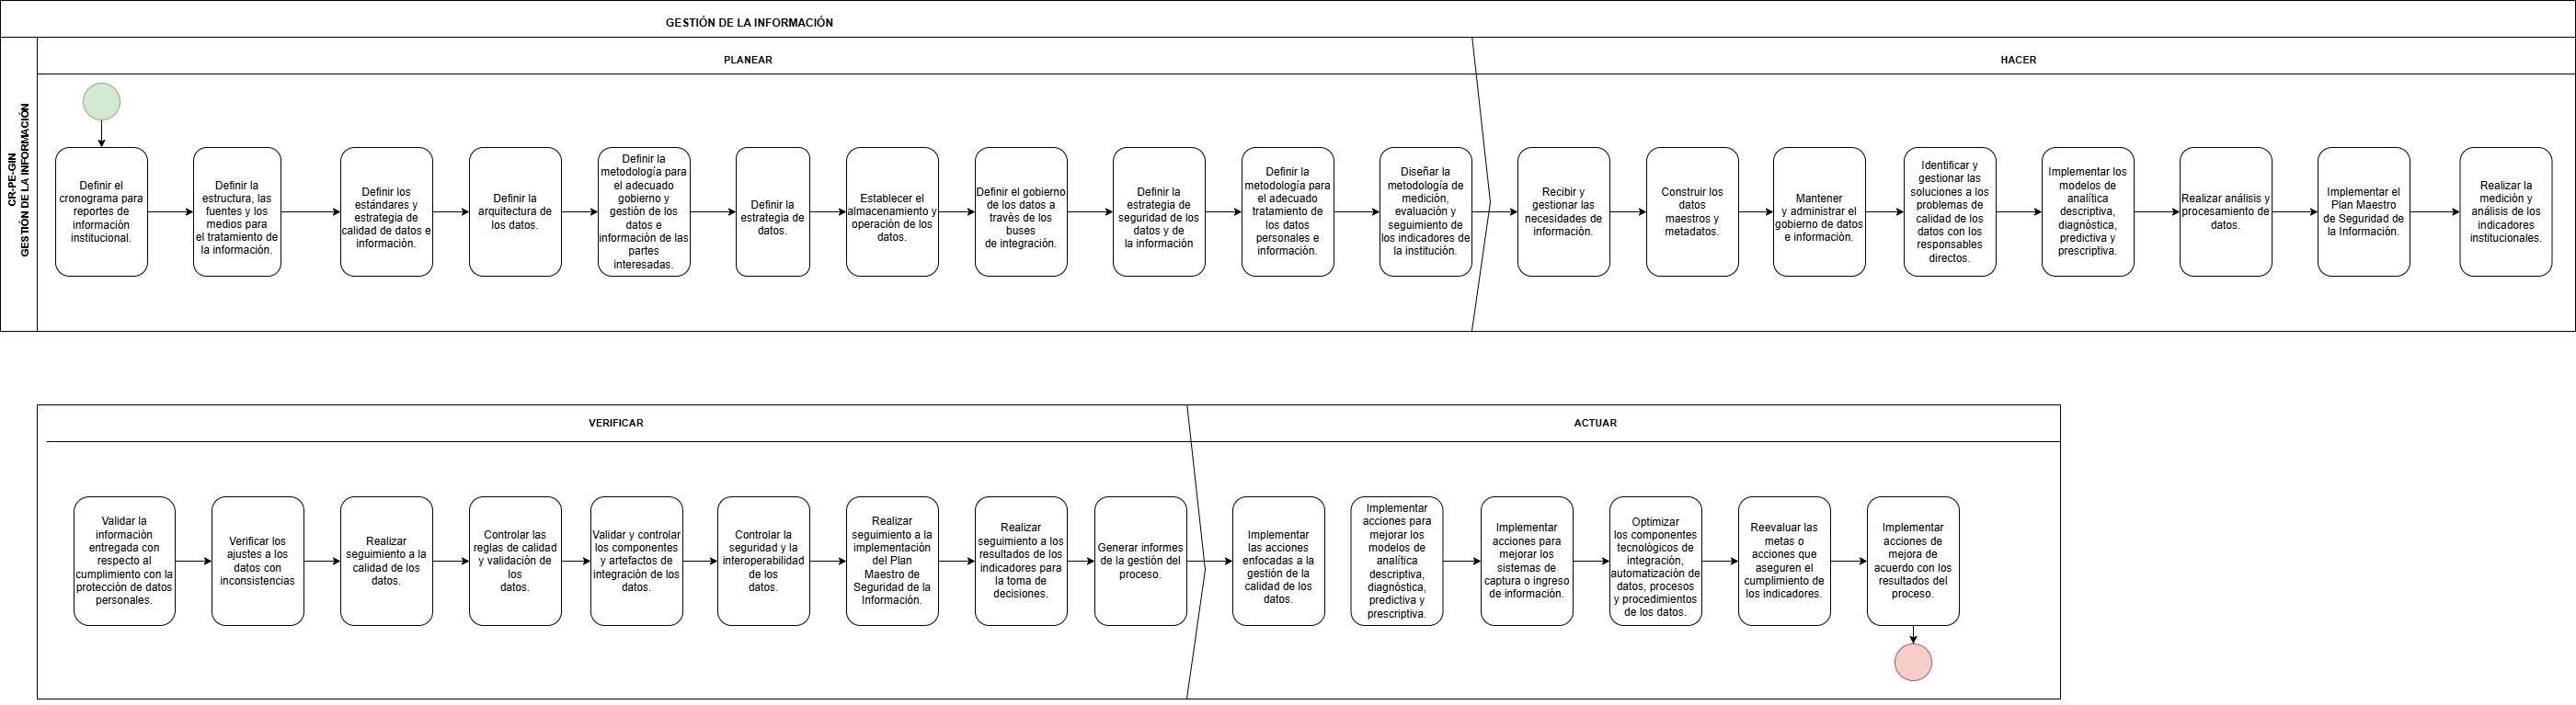 GESTIÓN DE LA INFORMACIÓN
CR-PE-GIN
GESTIÓN DE LA INFORMACIÓN
PLANEAR
HACER
Definir el
cronograma para
reportes de
información
institucional.
Definir la
estructura, las
fuentes y los
medios para
el tratamiento de
la información.
Definir los
estándares y
estrategia de
calidad de datos e
información.
Definir la
arquitectura de
los datos.
Definir la
metodología para
el adecuado
gobierno y
gestión de los
datos e
información de las
partes
interesadas.
Definir la
estrategia de
datos.
Establecer el
almacenamiento y
operación de los
datos.
Definir el gobierno
de los datos a
través de los
buses
de integración.
Definir la
estrategia de
seguridad de los
datos y de
la información
Definir la
metodología para
el adecuado
tratamiento de
los datos
personales e
información.
Diseñar la
metodología de
medición,
evaluación y
seguimiento de
los indicadores de
la institución.
Recibir y
gestionar las
necesidades de
información.
Construir los
datos
maestros y
metadatos.
Mantener
y administrar el
gobierno de datos
e información.
Identificar y
gestionar las
soluciones a los
problemas de
calidad de los
datos con los
responsables
directos.
Implementar los
modelos de
analítica
descriptiva,
diagnóstica,
predictiva y
prescriptiva.
Realizar análisis y
procesamiento de
datos.
Implementar el
Plan Maestro
de Seguridad de
la Información.
Realizar la
medición y
análisis de los
indicadores
institucionales.
VERIFICAR
ACTUAR
Validar la
información
entregada con
respecto al
cumplimiento con la
protección de datos
personales.
Verificar los
ajustes a los
datos con
inconsistencias
Realizar
seguimiento a la
calidad de los
datos.
Controlar las
reglas de calidad
y validación de
los
datos.
Validar y controlar
los componentes
y artefactos de
integración de los
datos.
Controlar la
seguridad y la
interoperabilidad
de los
datos.
Realizar
seguimiento a la
implementación
del Plan
Maestro de
Seguridad de la
Información.
Realizar
seguimiento a los
resultados de los
indicadores para
la toma de
decisiones.
Generar informes
de la gestión del
proceso.
Implementar
las acciones
enfocadas a la
gestión de la
calidad de los
datos.
Implementar
acciones para
mejorar los
modelos de
analítica
descriptiva,
diagnóstica,
predictiva y
prescriptiva.
Implementar
acciones para
mejorar los
sistemas de
captura o ingreso
de información.
Optimizar
los componentes
tecnológicos de
integración,
automatización de
datos, procesos
y procedimientos
de los datos.
Reevaluar las
metas o
acciones que
aseguren el
cumplimiento de
los indicadores.
Implementar
acciones de
mejora de
acuerdo con los
resultados del
proceso.